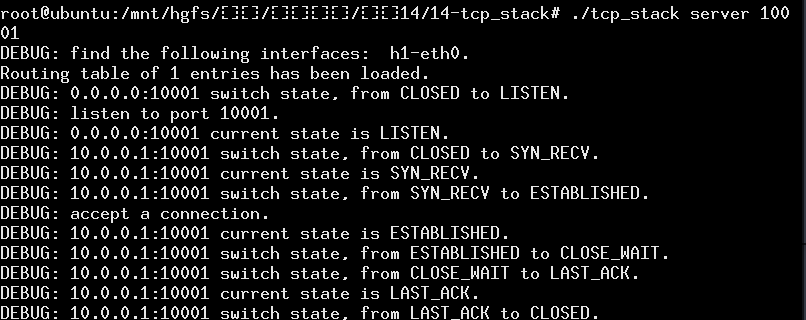 root@ubuntu:/mnt/hgfs/[][]/[][][][]/[][]14/14-tcp_stack# ./tcp_stack server 100
01
DEBUG: find the following interfaces:  h1-eth0.
Routing table of 1 entries has been loaded.
DEBUG: 0.0.0.0:10001 switch state, from CLOSED to LISTEN.
DEBUG: listen to port 10001.
DEBUG: 0.0.0.0:10001 current state is LISTEN.
DEBUG: 10.0.0.1:10001 switch state, from CLOSED to SYN_RECV.
DEBUG: 10.0.0.1:10001 current state is SYN_RECV.
DEBUG: 10.0.0.1:10001 switch state, from SYN_RECV to ESTABLISHED.
DEBUG: accept a connection.
DEBUG: 10.0.0.1:10001 current state is ESTABLISHED.
DEBUG: 10.0.0.1:10001 switch state, from ESTABLISHED to CLOSE_WAIT.
DEBUG: 10.0.0.1:10001 switch state, from CLOSE_WAIT to LAST_ACK.
DEBUG: 10.0.0.1:10001 current state is LAST_ACK.
DEBUG: 10.0.0.1:10001 switch state, from LAST_ACK to CLOSED.